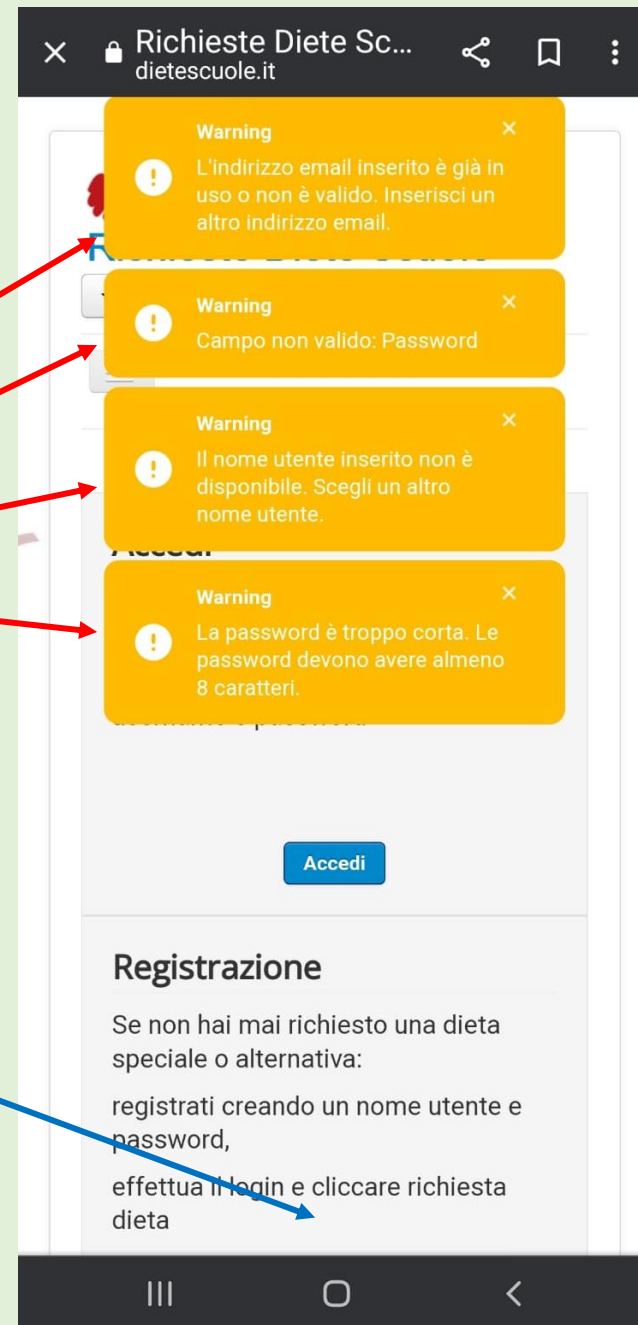 Richieste Diete Sc...
dietescuole.it
Warning
L'indirizzo email inserito è già in
uso o non è valido. Inserisci un
altro indirizzo email.
Warning
Campo non valido: Password
Warning
Il nome utente inserito non è
disponibile. Scegli un altro
nome utente.
Warning
La password è troppo corta. Le
password devono avere almeno
8 caratteri.
Accedi
Registrazione
Se non hai mai richiesto una dieta
speciale o alternativa:
registrati creando un nome utente e
password,
effettua il login e cliccare richiesta
dieta